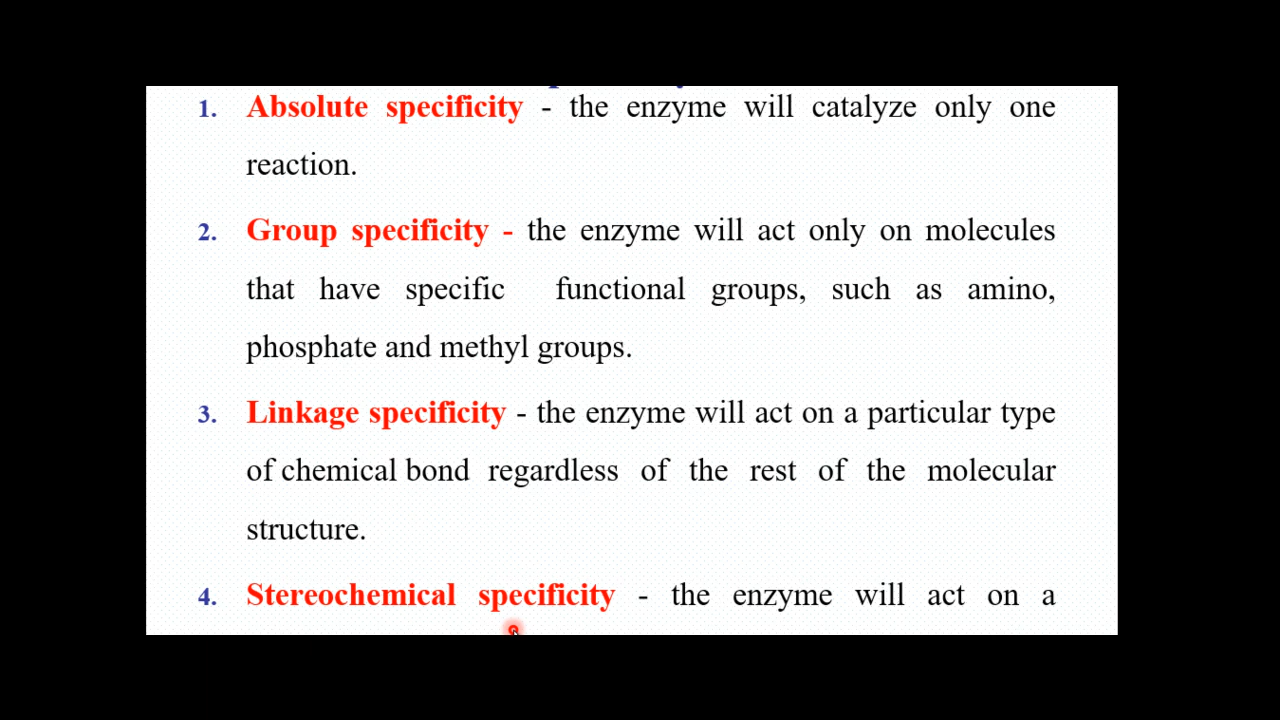 1. Absolute specificity - the enzyme will catalyze only one
reaction.
2. Group specificity - the enzyme will act only on molecules
that have specific functional groups, such as amino,
phosphate and methyl groups.
3. Linkage specificity - the enzyme will act on a particular type
of chemical bond regardless of the rest of the molecular
structure.
4. Stereochemical specificity - the enzyme will act on a